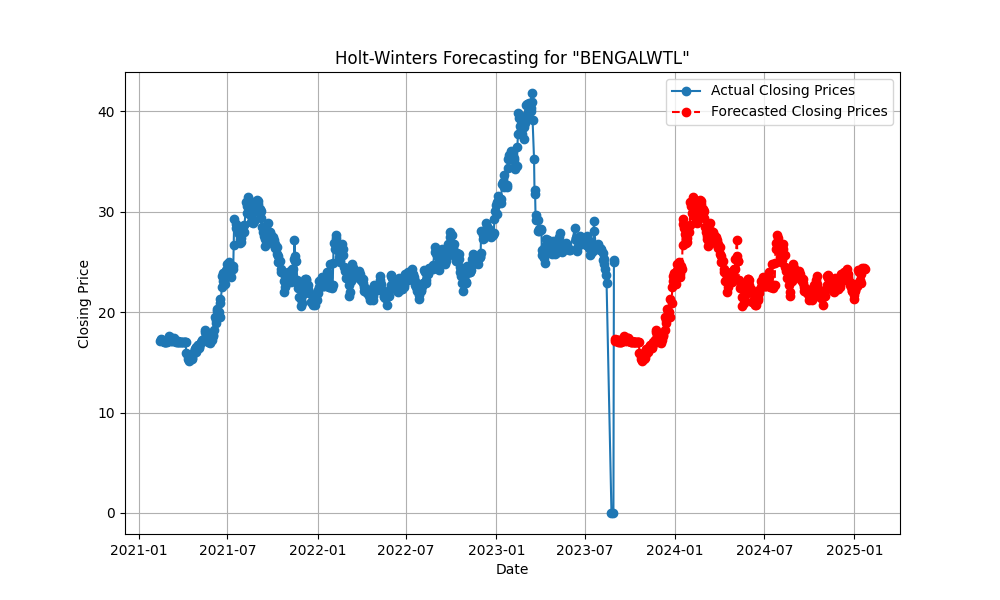 Holt-Winters Forecasting for "BENGALWTL"
Actual Closing Prices
Forecasted Closing Prices
Closing Price
40
30
20
10
0
2021-01 2021-07 2022-01 2022-07 2023-01 2023-07 2024-01 2024-07 2025-01
Date